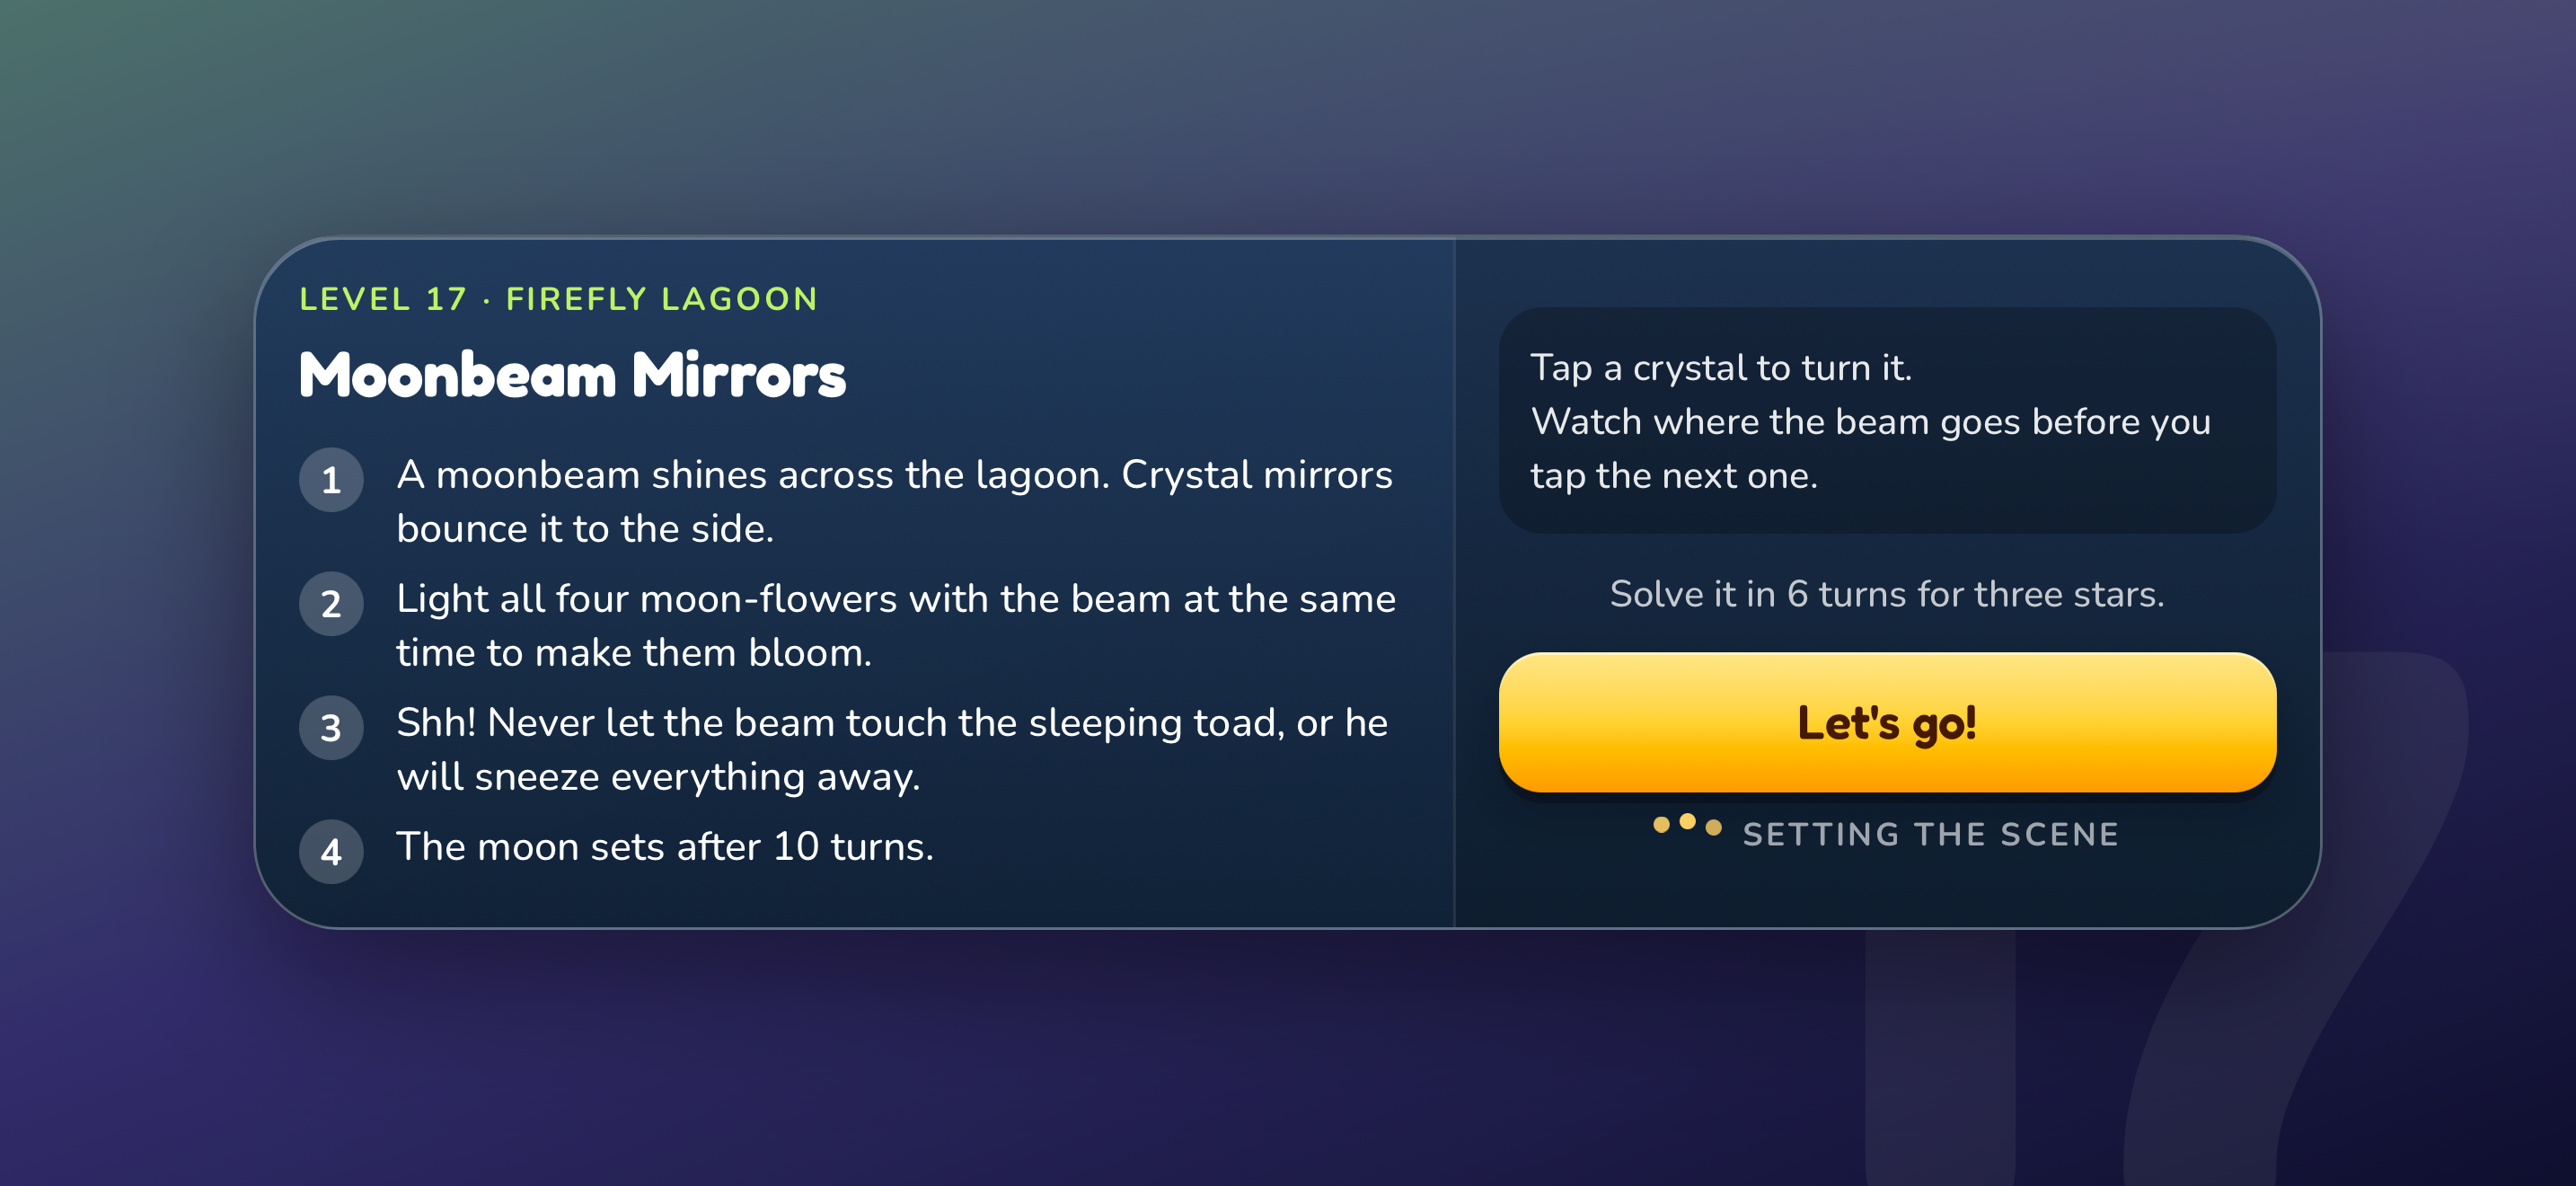 LEVEL 17 · FIREFLY LAGOON
Moonbeam Mirrors
1 A moonbeam shines across the lagoon. Crystal mirrors
bounce it to the side.
2 Light all four moon-flowers with the beam at the same
time to make them bloom.
3 Shh! Never let the beam touch the sleeping toad, or he
will sneeze everything away.
4 The moon sets after 10 turns.
Tap a crystal to turn it.
Watch where the beam goes before you
tap the next one.
Solve it in 6 turns for three stars.
Let's go!
SETTING THE SCENE
17